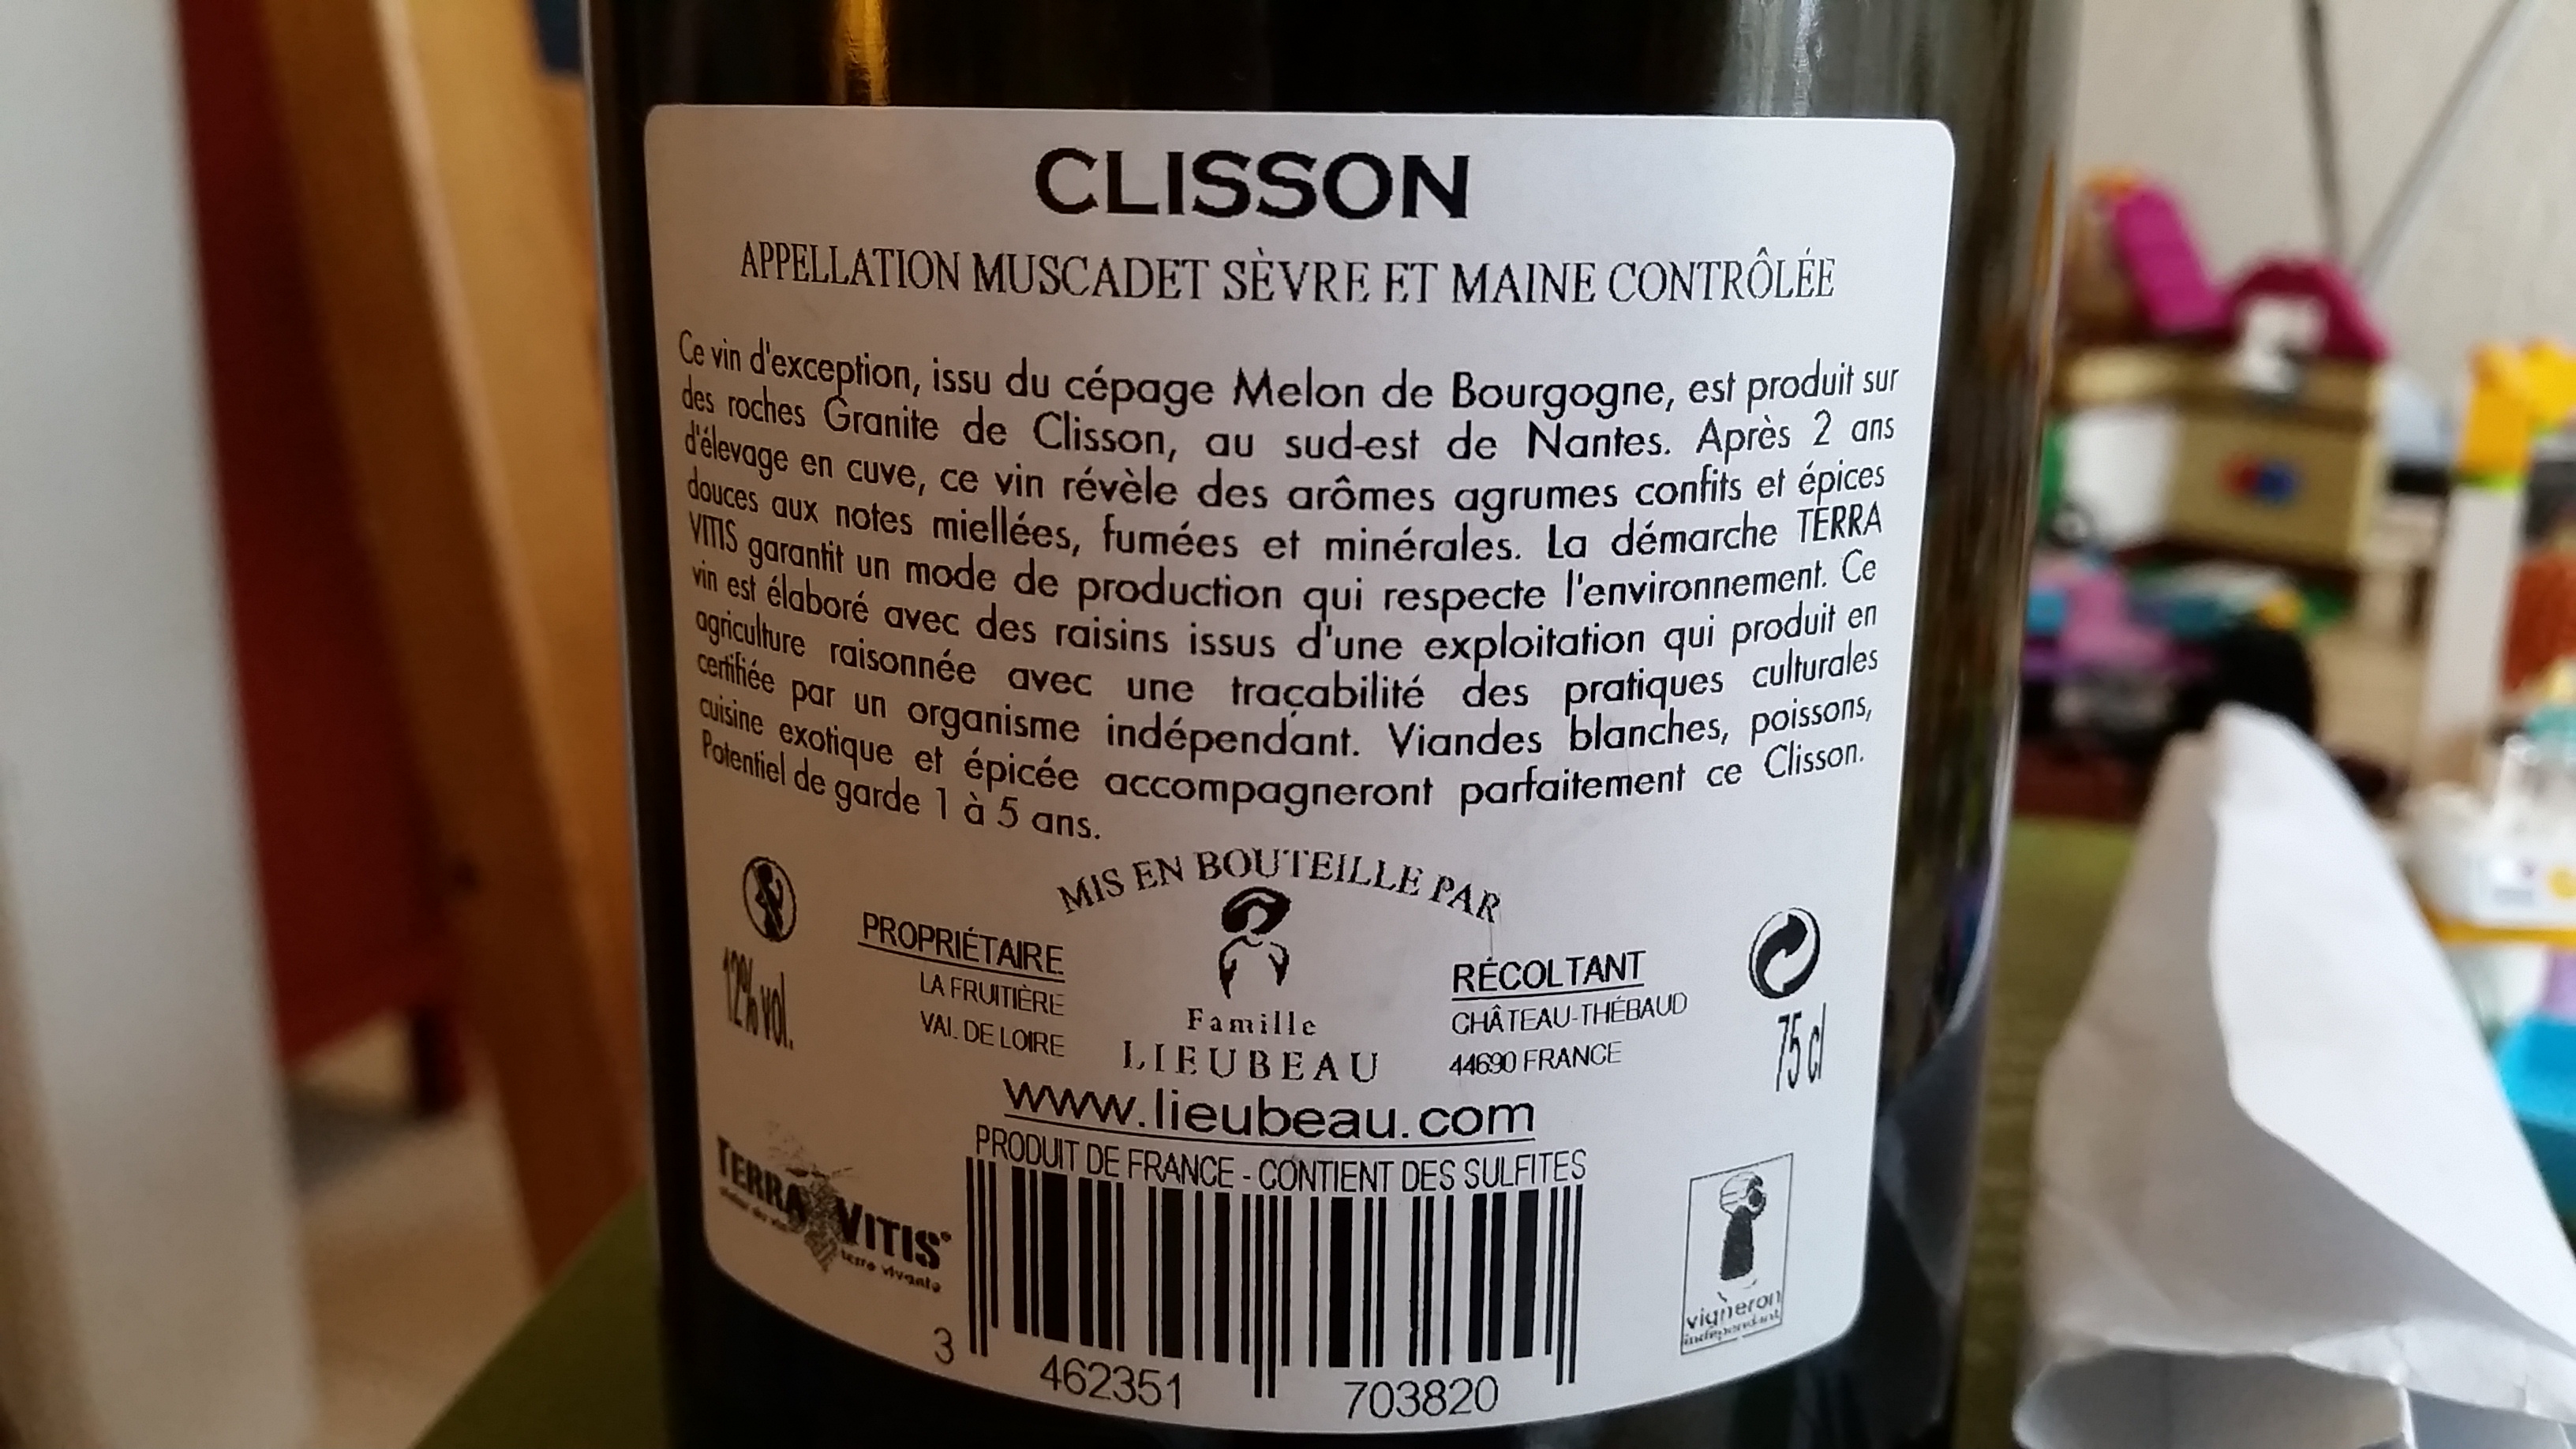 CLISSON
APPELLATION MUSCADET SÈVRE ET MAINE CONTRÔLÉE
Ce vin d'exception, issu du cépage Melon de Bourgogne, est produit sur
des roches Granite de Clisson, au sud-est de Nantes. Après 2 ans
d'élevage en cuve, ce vin révèle des arômes agrumes confits et épices
douces aux notes miellées, fumées et minérales. La démarche TERRA
VITIS garantit un mode de production qui respecte l'environnement. Ce
vin est élaboré avec des raisins issus d'une exploitation qui produit en
agriculture raisonnée avec une traçabilité des pratiques culturales
certifiée par un organisme indépendant. Viandes blanches, poissons,
cuisine exotique et épicée accompagneront parfaitement ce Clisson.
Potentiel de garde 1 à 5 ans.
MIS EN BOUTEILLE PAR
PROPRIÉTAIRE
LA FRUITIÈRE
VAL DE LOIRE
12% vol.
Famille
LIEUBEAU
RÉCOLTANT
CHÂTEAU-THÉBAUD
44690 FRANCE
75 cl
www.lieubeau.com
PRODUIT DE FRANCE - CONTIENT DES SULFITES
TERRA VITIS®
terre vivante
3 462351 703820
vigneron
indépendant